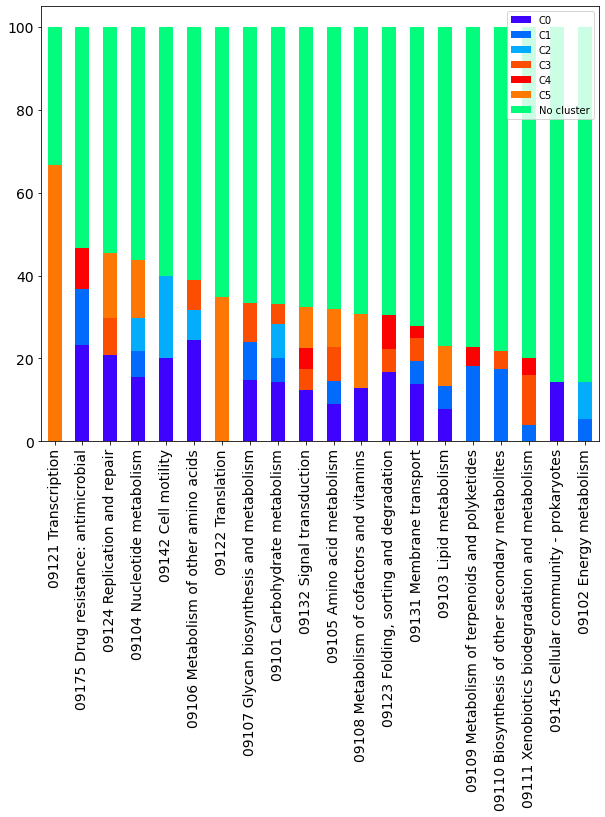 100
80
60
40
20
0
C0
C1
C2
C3
C4
C5
No cluster
09121 Transcription
09175 Drug resistance: antimicrobial
09124 Replication and repair
09104 Nucleotide metabolism
09142 Cell motility
09106 Metabolism of other amino acids
09122 Translation
09107 Glycan biosynthesis and metabolism
09101 Carbohydrate metabolism
09132 Signal transduction
09105 Amino acid metabolism
09108 Metabolism of cofactors and vitamins
09123 Folding, sorting and degradation
09131 Membrane transport
09103 Lipid metabolism
09109 Metabolism of terpenoids and polyketides
09110 Biosynthesis of other secondary metabolites
09111 Xenobiotics biodegradation and metabolism
09145 Cellular community - prokaryotes
09102 Energy metabolism